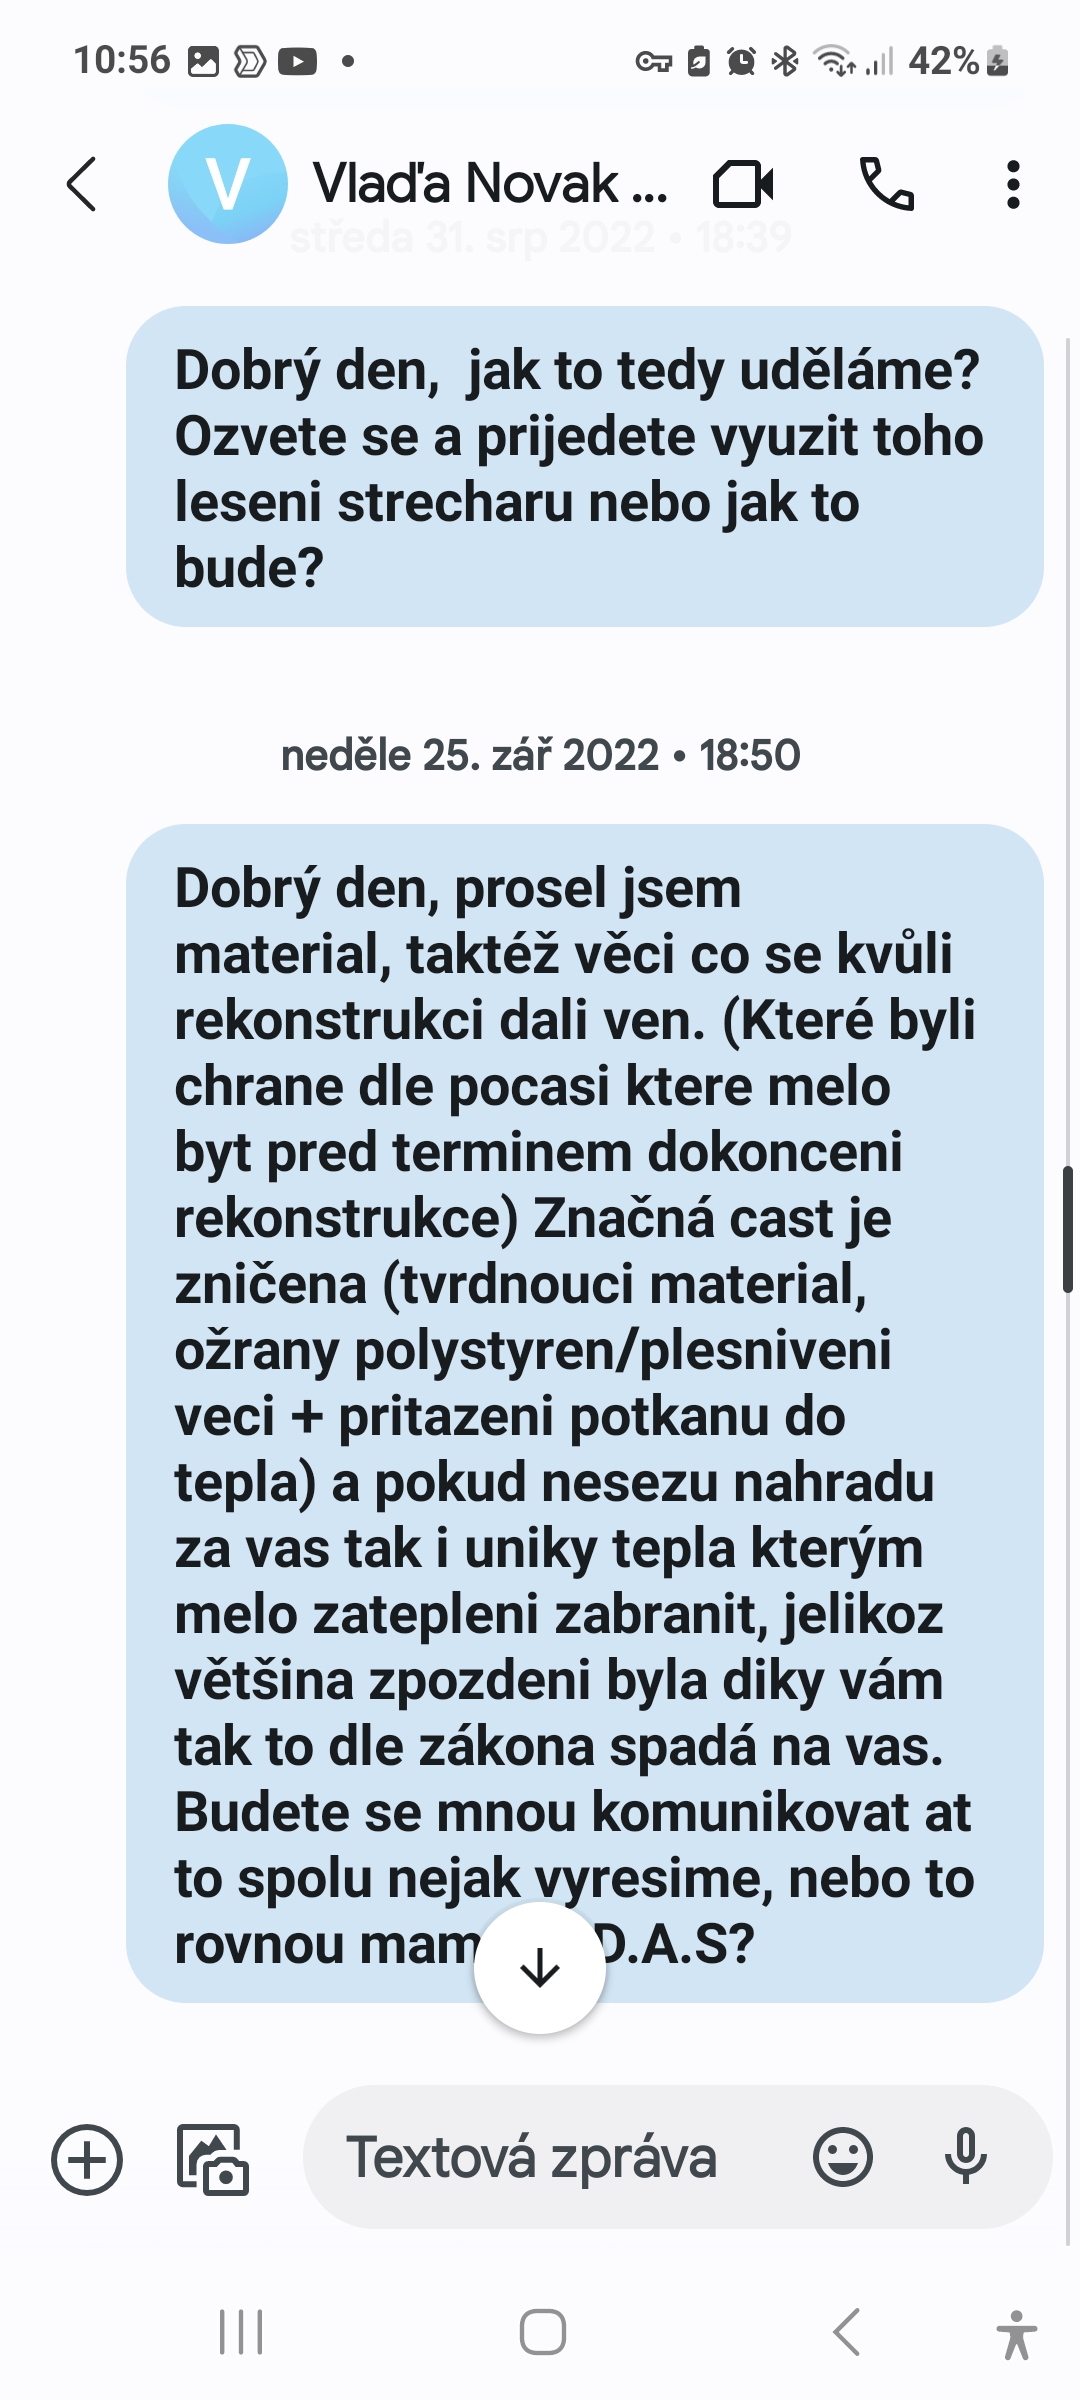 10:56
42%
V
Vlaďa Novak ...
středa 31. srp 2022 • 18:39
Dobrý den,  jak to tedy uděláme?
Ozvete se a prijedete vyuzit toho
leseni strecharu nebo jak to
bude?
neděle 25. zář 2022 • 18:50
Dobrý den, prosel jsem
material, taktéž věci co se kvůli
rekonstrukci dali ven. (Které byli
chrane dle pocasi ktere melo
byt pred terminem dokonceni
rekonstrukce) Značná cast je
zničena (tvrdnouci material,
ožrany polystyren/plesniveni
veci + pritazeni potkanu do
tepla) a pokud nesezu nahradu
za vas tak i uniky tepla kterým
melo zatepleni zabranit, jelikoz
většina zpozdeni byla diky vám
tak to dle zákona spadá na vas.
Budete se mnou komunikovat at
to spolu nejak vyresime, nebo to
rovnou mam D.A.S?
Textová zpráva